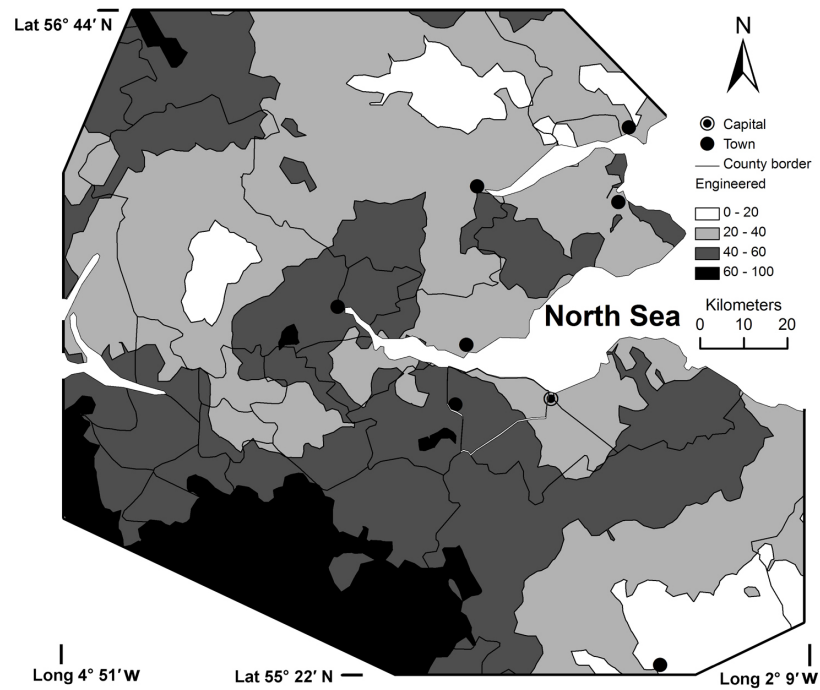 Lat 56° 44′ N
N
Capital
Town
County border
Engineered
0 - 20
20 - 40
40 - 60
60 - 100
Kilometers
0 10 20
North Sea
Long 4° 51′ W
Lat 55° 22′ N
Long 2° 9′ W